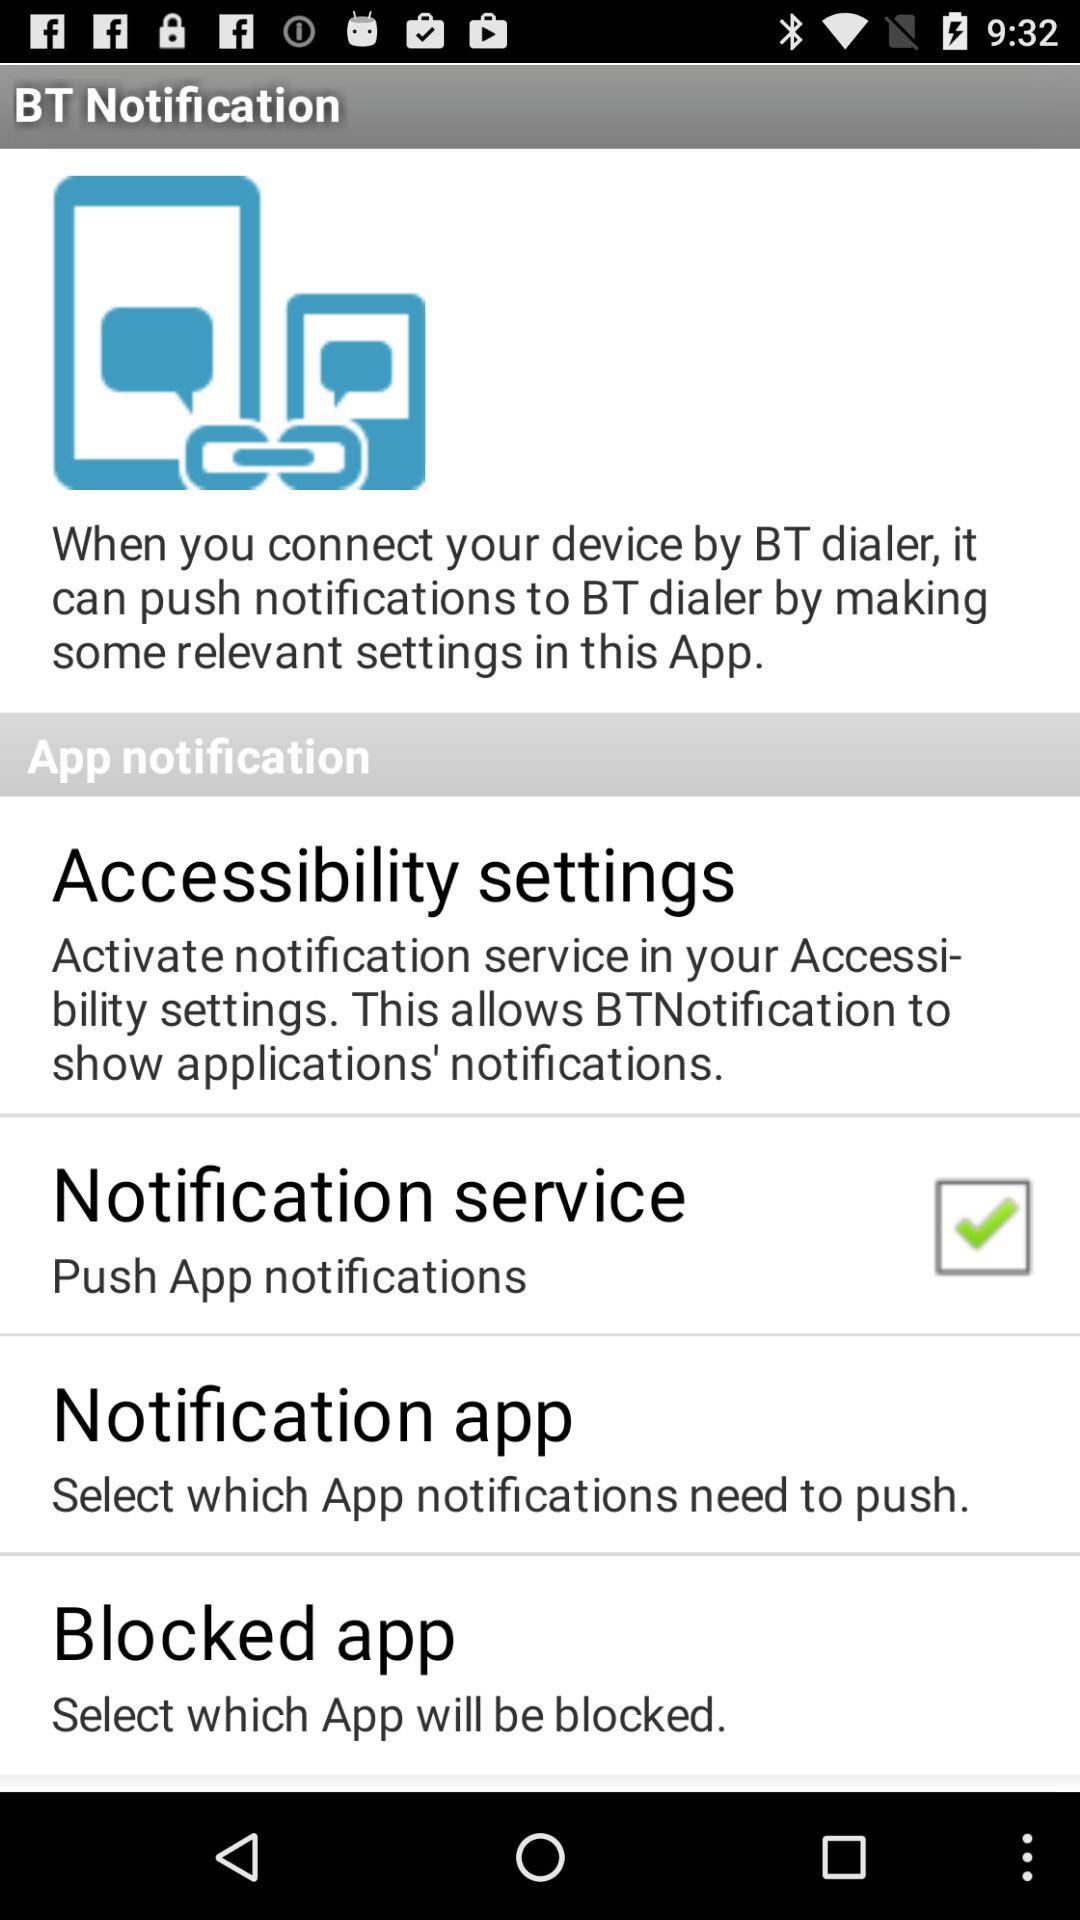 9:32
BT Notification
When you connect your device by BT dialer, it
can push notifications to BT dialer by making
some relevant settings in this App.
App notification
Accessibility settings
Activate notification service in your Accessi-
bility settings. This allows BTNotification to
show applications' notifications.
Notification service
Push App notifications
Notification app
Select which App notifications need to push.
Blocked app
Select which App will be blocked.